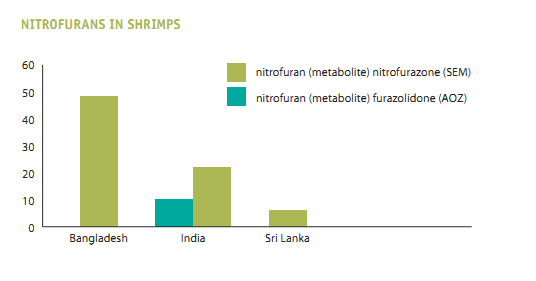 NITROFURANS IN SHRIMPS
60
nitrofuran (metabolite) nitrofurazone (SEM)
50
nitrofuran (metabolite) furazolidone (AOZ)
40
30
20
10
0
Bangladesh India Sri Lanka